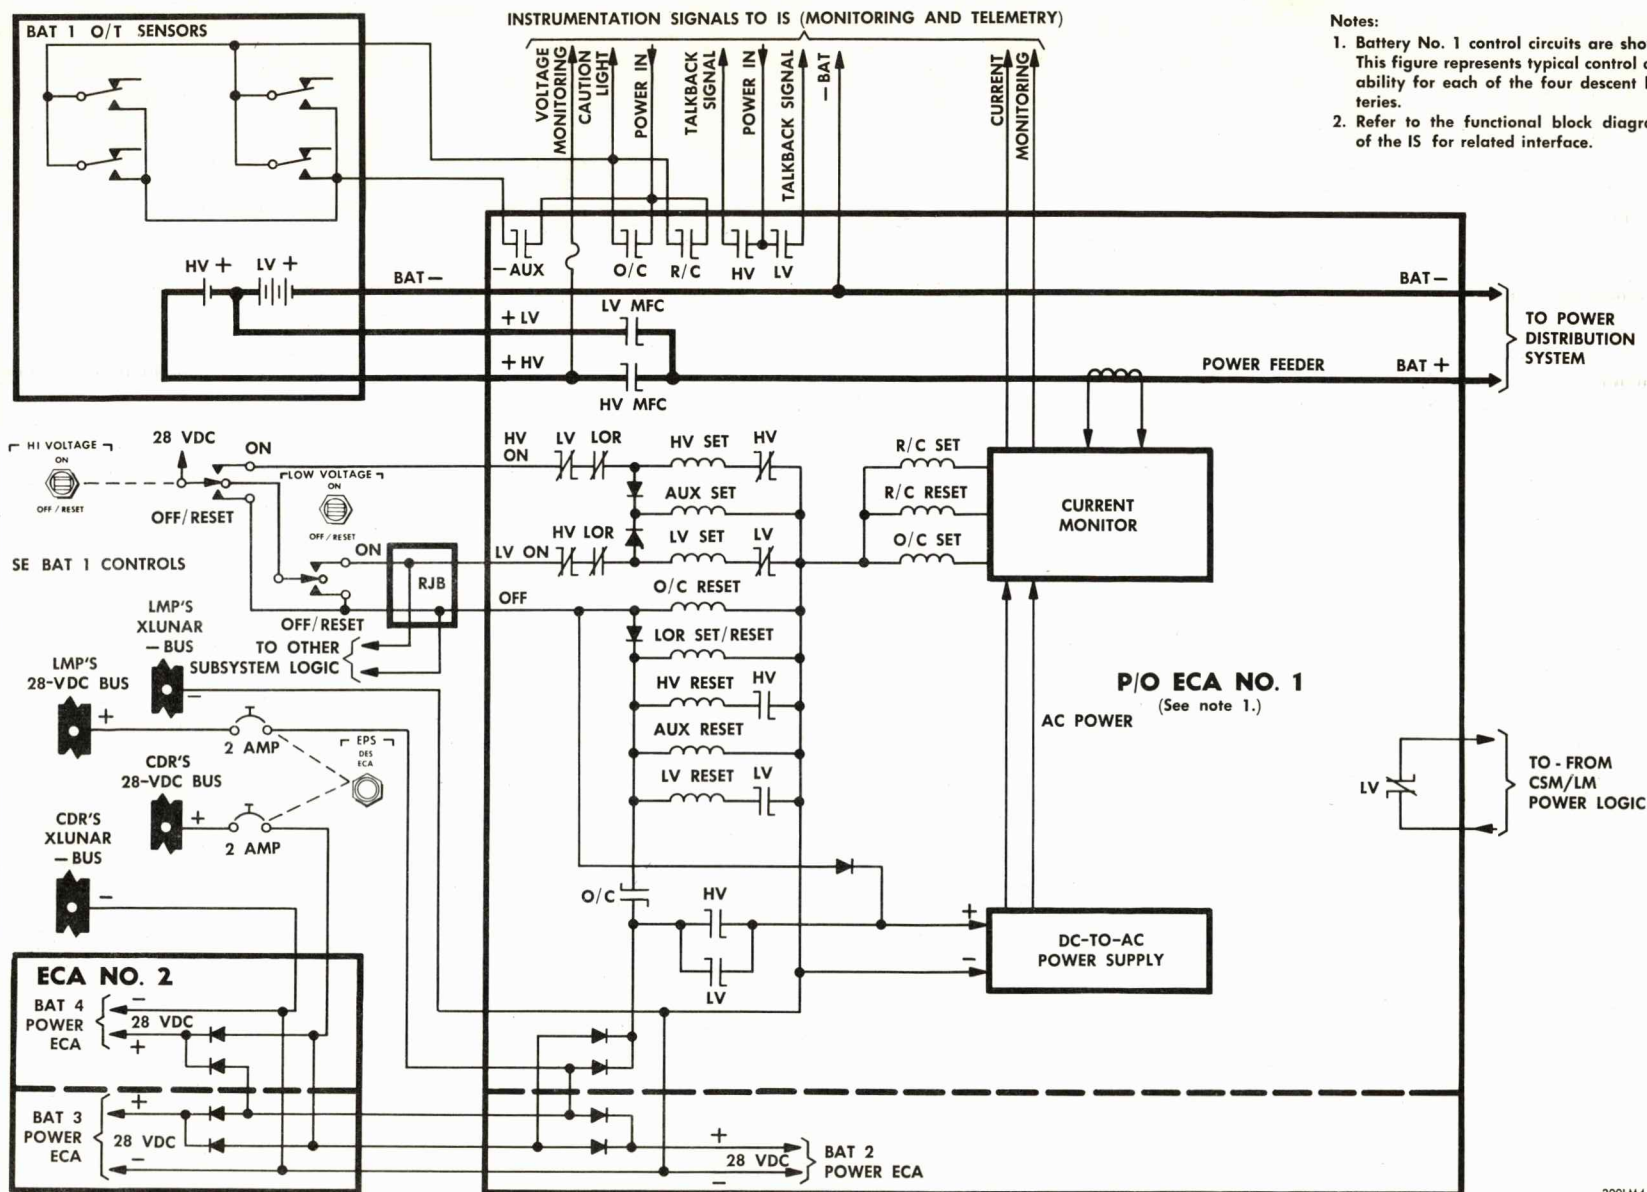 INSTRUMENTATION SIGNALS TO IS (MONITORING AND TELEMETRY)
Notes:
1. Battery No. 1 control circuits are sho
This figure represents typical control c
ability for each of the four descent b
teries.
2. Refer to the functional block diagra
of the IS for related interface.
BAT 1 O/T SENSORS
VOLTAGE
MONITORING
CAUTION
LIGHT
POWER IN
TALKBACK
SIGNAL
POWER IN
TALKBACK SIGNAL
—BAT
CURRENT
MONITORING
—AUX
O/C
R/C
HV
LV
HV +
LV +
BAT—
BAT—
LV MFC
+ LV
+ HV
HV MFC
POWER FEEDER
BAT +
TO POWER
DISTRIBUTION
SYSTEM
HI VOLTAGE
ON
OFF / RESET
28 VDC
ON
OFF/RESET
LOW VOLTAGE
ON
OFF / RESET
ON
OFF/RESET
SE BAT 1 CONTROLS
RJB
TO OTHER
SUBSYSTEM LOGIC
HV
ON
LV
LOR
HV SET
HV
AUX SET
LV ON
HV
LOR
LV SET
LV
OFF
O/C RESET
LOR SET/RESET
HV RESET
HV
AUX RESET
LV RESET
LV
R/C SET
R/C RESET
O/C SET
CURRENT
MONITOR
P/O ECA NO. 1
(See note 1.)
AC POWER
LV
TO - FROM
CSM/LM
POWER LOGIC
LMP'S
XLUNAR
— BUS
—
LMP'S
28-VDC BUS
+
2 AMP
EPS
DES
ECA
CDR'S
28-VDC BUS
+
2 AMP
CDR'S
XLUNAR
— BUS
—
O/C
HV
LV
+
—
DC-TO-AC
POWER SUPPLY
ECA NO. 2
BAT 4
POWER
ECA
—
28 VDC
+
BAT 3
POWER
ECA
+
28 VDC
—
+
28 VDC
—
BAT 2
POWER ECA